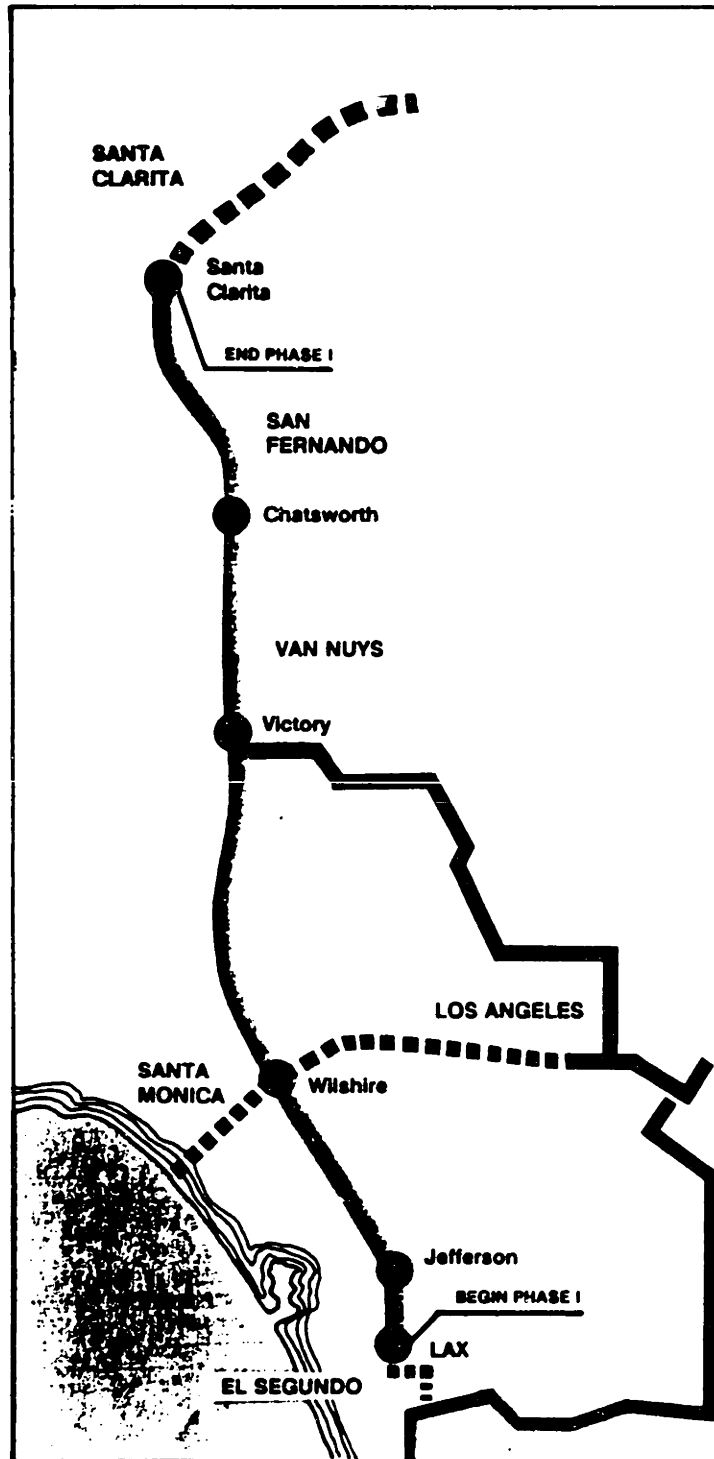 SANTA
CLARITA
Santa
Clarita
END PHASE I
SAN
FERNANDO
Chatsworth
VAN NUYS
Victory
LOS ANGELES
SANTA
MONICA
Wilshire
Jefferson
BEGIN PHASE I
LAX
EL SEGUNDO